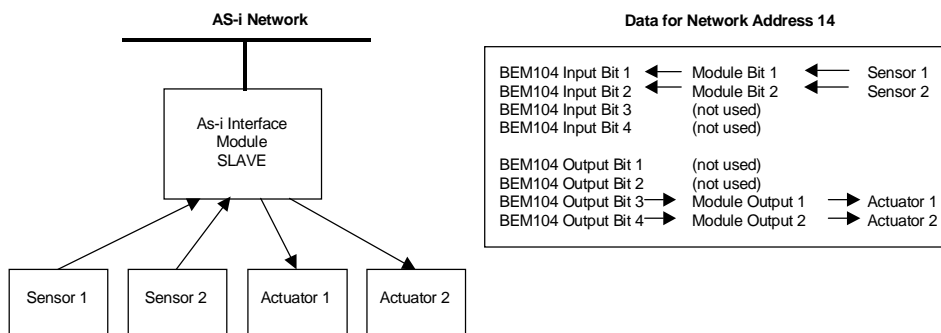 AS-i Network
As-i Interface
Module
SLAVE
Sensor 1
Sensor 2
Actuator 1
Actuator 2
Data for Network Address 14
BEM104 Input Bit 1 Module Bit 1 Sensor 1
BEM104 Input Bit 2 Module Bit 2 Sensor 2
BEM104 Input Bit 3 (not used)
BEM104 Input Bit 4 (not used)
BEM104 Output Bit 1 (not used)
BEM104 Output Bit 2 (not used)
BEM104 Output Bit 3 Module Output 1 Actuator 1
BEM104 Output Bit 4 Module Output 2 Actuator 2